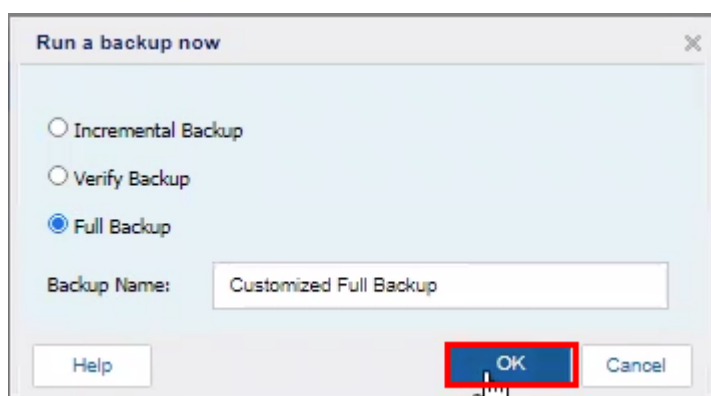 Run a backup now
Incremental Backup
Verify Backup
Full Backup
Backup Name: Customized Full Backup
Help OK Cancel